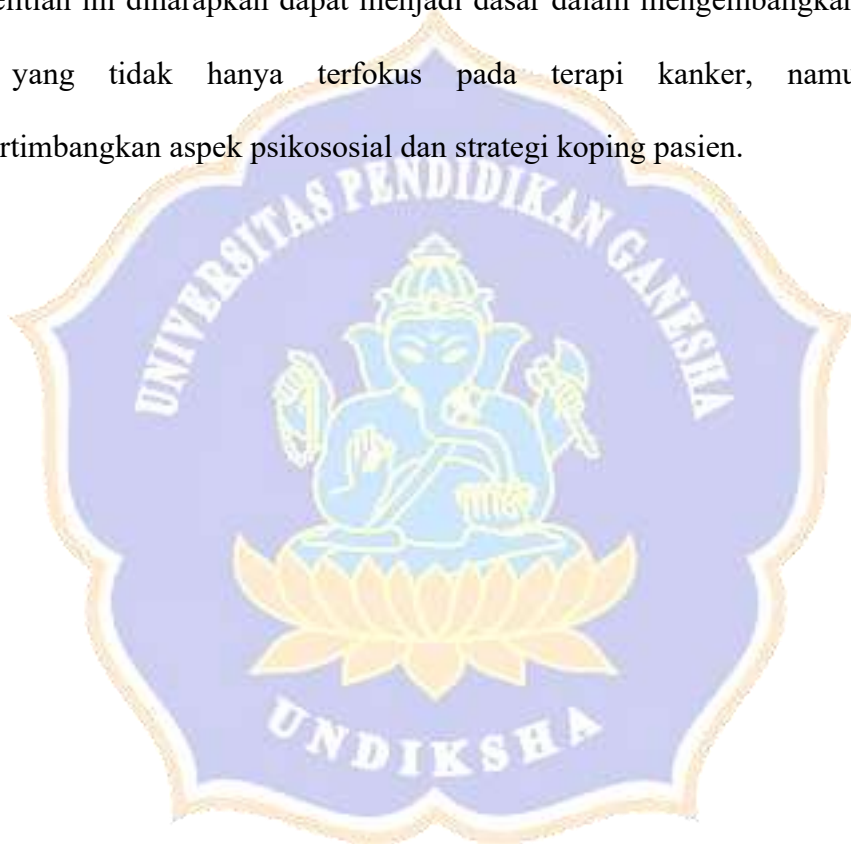 ini diharapkan dapat menjadi dasar dalam mengembangkan
yang tidak hanya terfokus pada terapi kanker,
aspek psikososial dan strategi koping pasien.
UNIVERSITAS PENDIDIKAN GANESHA
UNDIKSHA